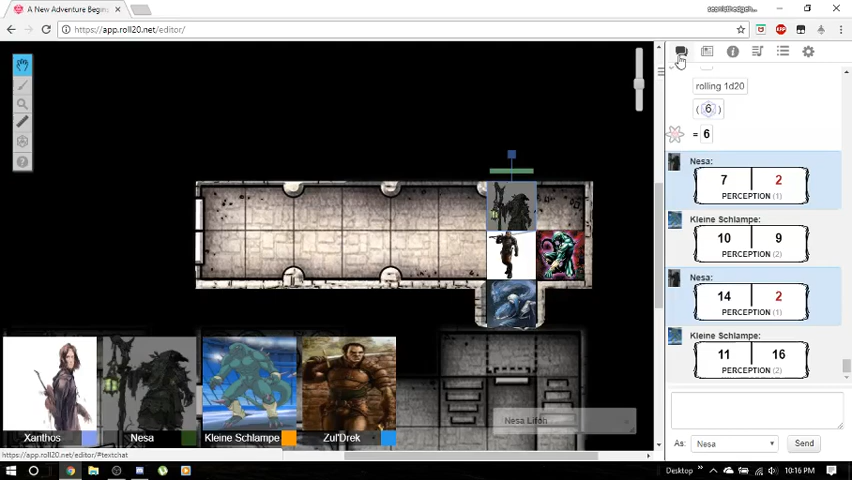 A New Adventure Begin
https://app.roll20.net/editor/
rolling 1d20
( 6 )
= 6
Nesa:
7 2
PERCEPTION (1)
Kleine Schlampe:
10 9
PERCEPTION (2)
Nesa:
14 2
PERCEPTION (1)
Kleine Schlampe:
11 16
PERCEPTION (2)
Nesa Lifon
Xanthos
Nesa
Kleine Schlampe
Zul'Drek
As:
Nesa
Send
https://app.roll20.net/editor/#textchat
Desktop
10:16 PM